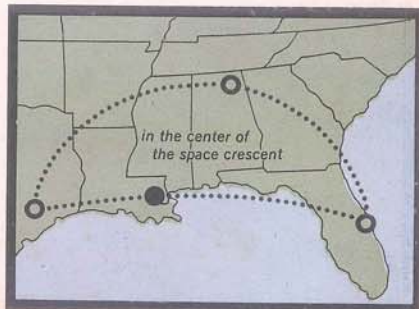 in the center of
the space crescent